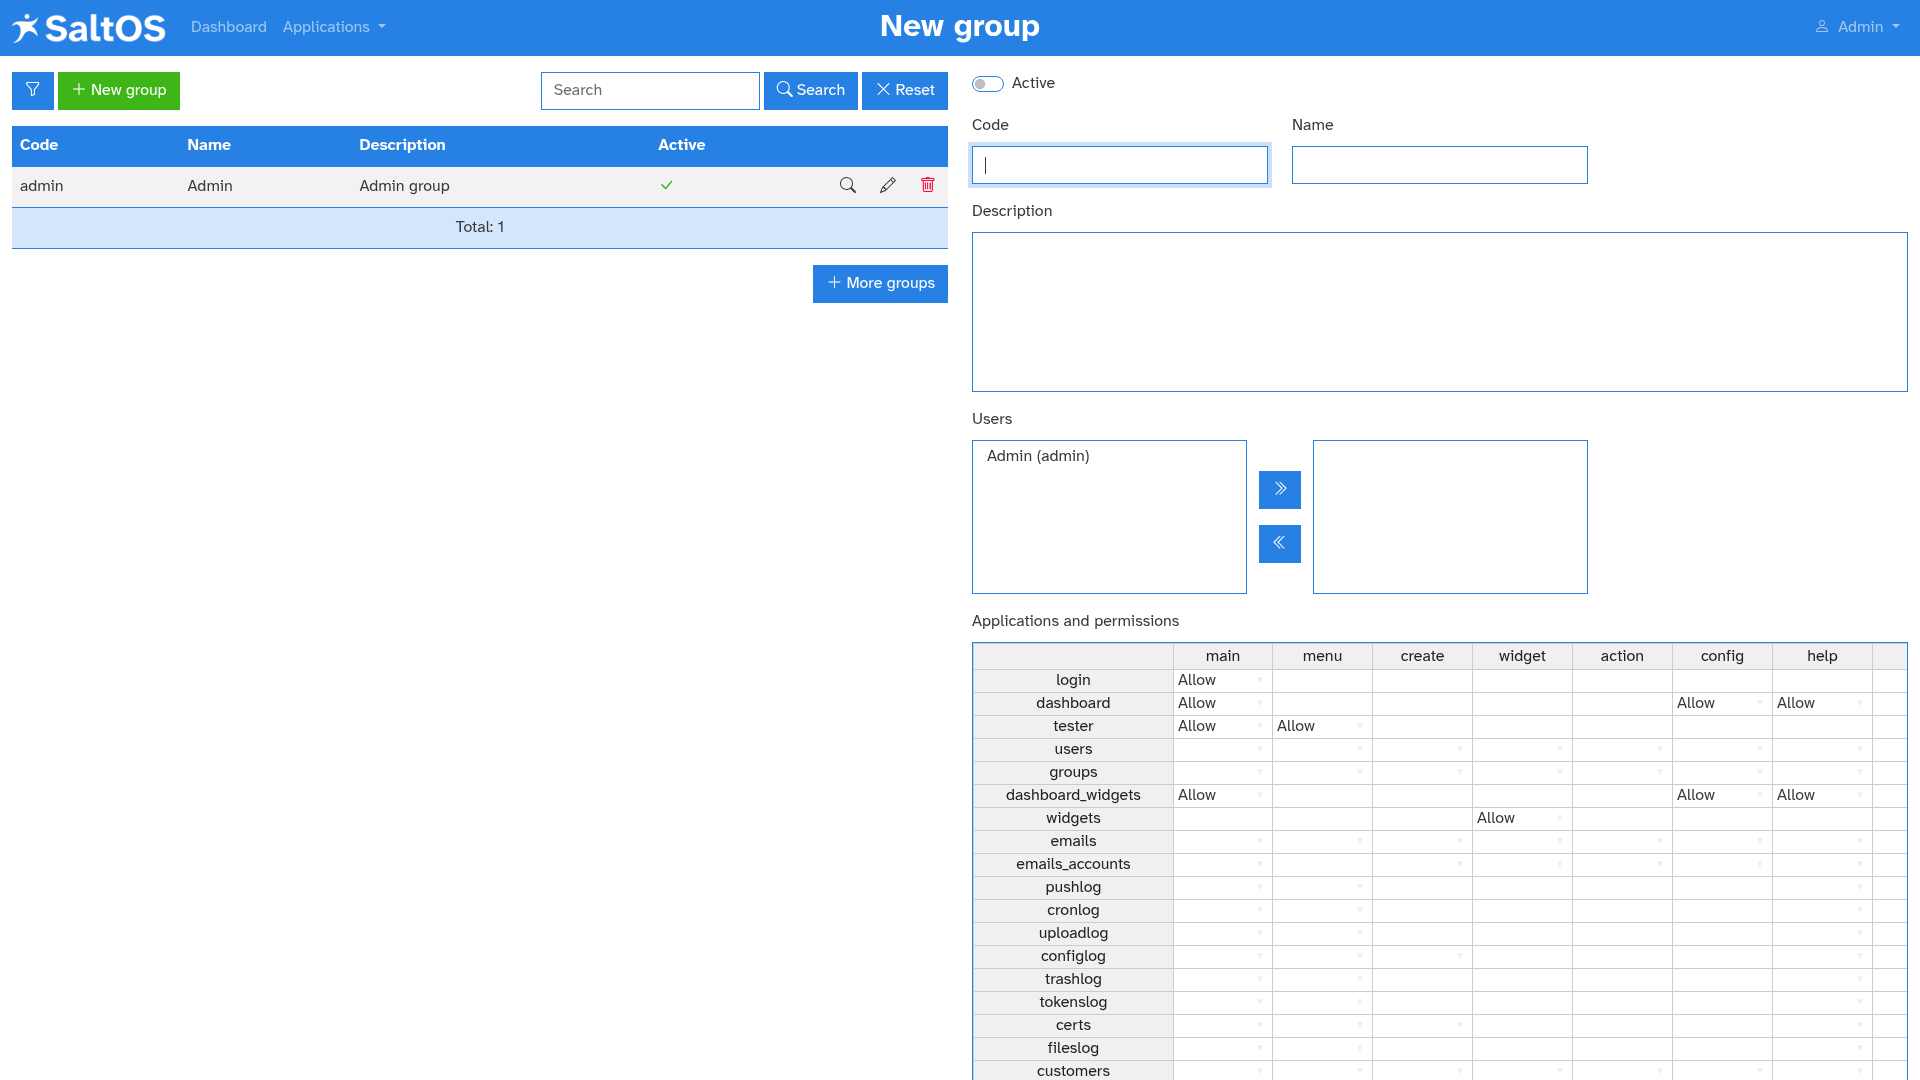 SaltOS Dashboard Applications New group Admin
New group Search Search Reset
Code Name Description Active
admin Admin Admin group
Total: 1
More groups
Active
Code Name
Description
Users
Admin (admin)
Applications and permissions
main menu create widget action config help
login Allow
dashboard Allow Allow Allow
tester Allow Allow
users
groups
dashboard_widgets Allow Allow Allow
widgets Allow
emails
emails_accounts
pushlog
cronlog
uploadlog
configlog
trashlog
tokenslog
certs
fileslog
customers